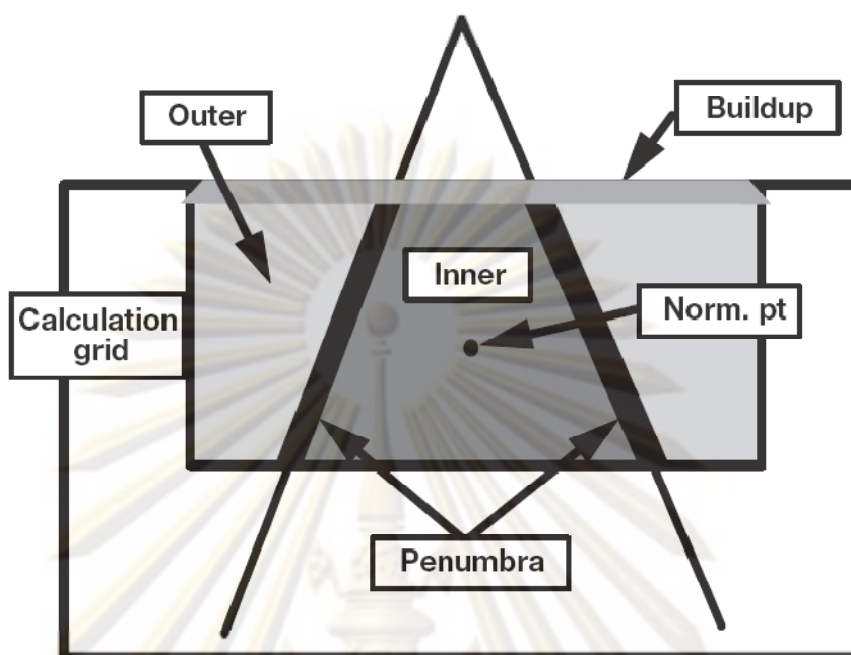 Outer
Buildup
Inner
Calculation
grid
Norm. pt
Penumbra